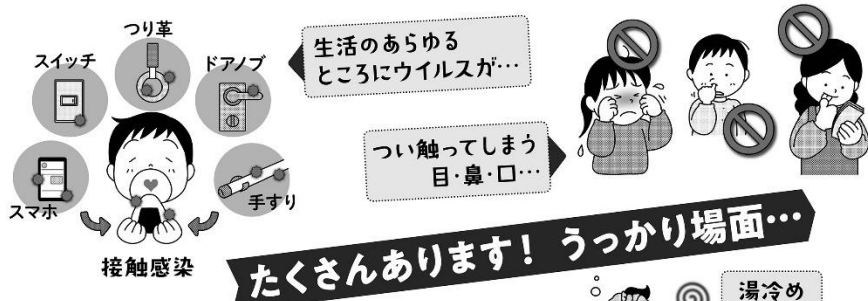 つり革
スイッチ
ドアノブ
スマホ
手すり
接触感染
生活のあらゆる
ところにウイルスが…
つい触ってしまう
目・鼻・口…
たくさんあります! うっかり場面…
湯冷め